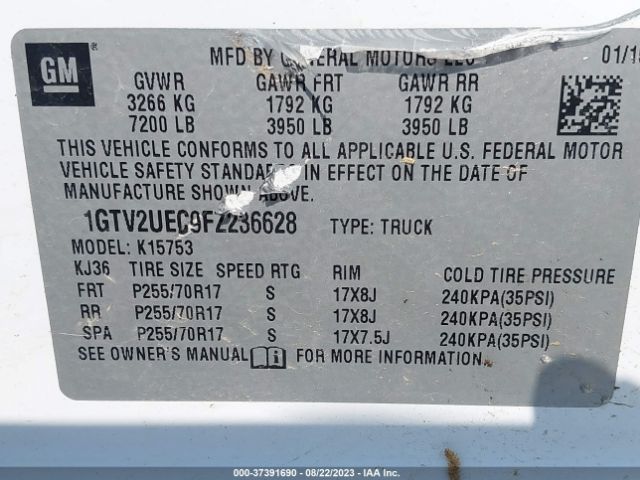 GM®
MFD BY GENERAL MOTORS LLC
01/15
GVWR GAWR FRT GAWR RR
3266 KG 1792 KG 1792 KG
7200 LB 3950 LB 3950 LB
THIS VEHICLE CONFORMS TO ALL APPLICABLE U.S. FEDERAL MOTOR
VEHICLE SAFETY STANDARDS IN EFFECT ON THE DATE OF
MANUFACTURE SHOWN ABOVE.
1GTV2UEC9FZ236628 TYPE: TRUCK
MODEL: K15753
KJ36 TIRE SIZE SPEED RTG RIM COLD TIRE PRESSURE
FRT P255/70R17 S 17X8J 240KPA(35PSI)
RR P255/70R17 S 17X8J 240KPA(35PSI)
SPA P255/70R17 S 17X7.5J 240KPA(35PSI)
SEE OWNER'S MANUAL FOR MORE INFORMATION.
000-37391690 - 08/22/2023 - IAA